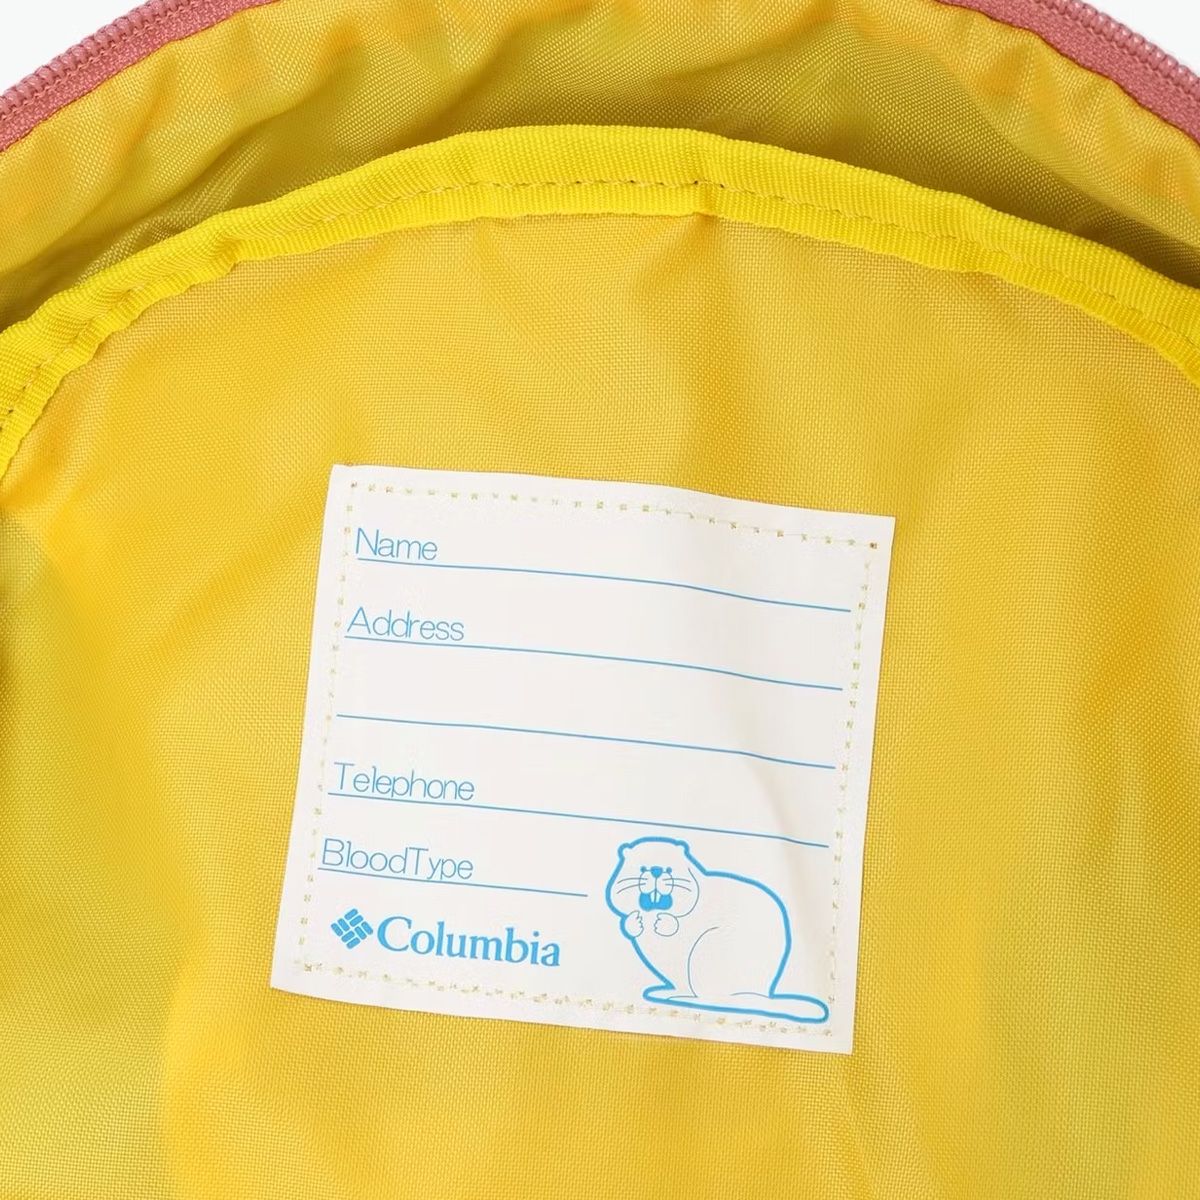 Name
Address
Telephone
BloodType
Columbia